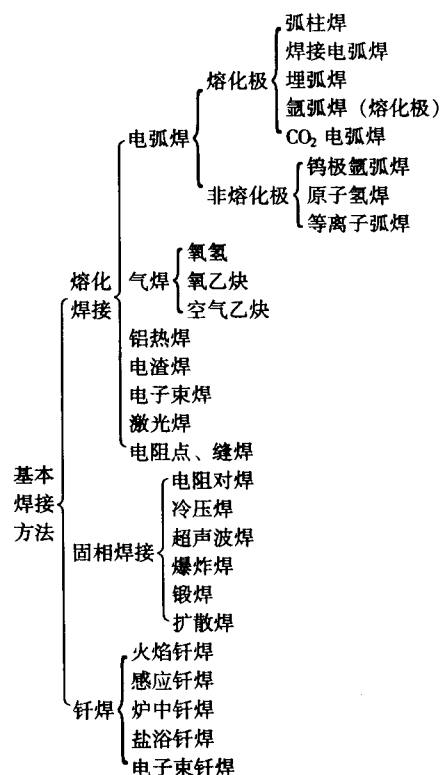 弧柱焊
焊接电弧焊
熔化极
埋弧焊
氩弧焊（熔化极）
电弧焊
CO₂ 电弧焊
钨极氩弧焊
非熔化极
原子氢焊
等离子弧焊
氧氢
熔化
气焊
氧乙炔
焊接
空气乙炔
铝热焊
电渣焊
电子束焊
激光焊
电阻点、缝焊
基本
焊接
方法
电阻对焊
冷压焊
超声波焊
固相焊接
爆炸焊
锻焊
扩散焊
火焰钎焊
感应钎焊
钎焊
炉中钎焊
盐浴钎焊
电子束钎焊